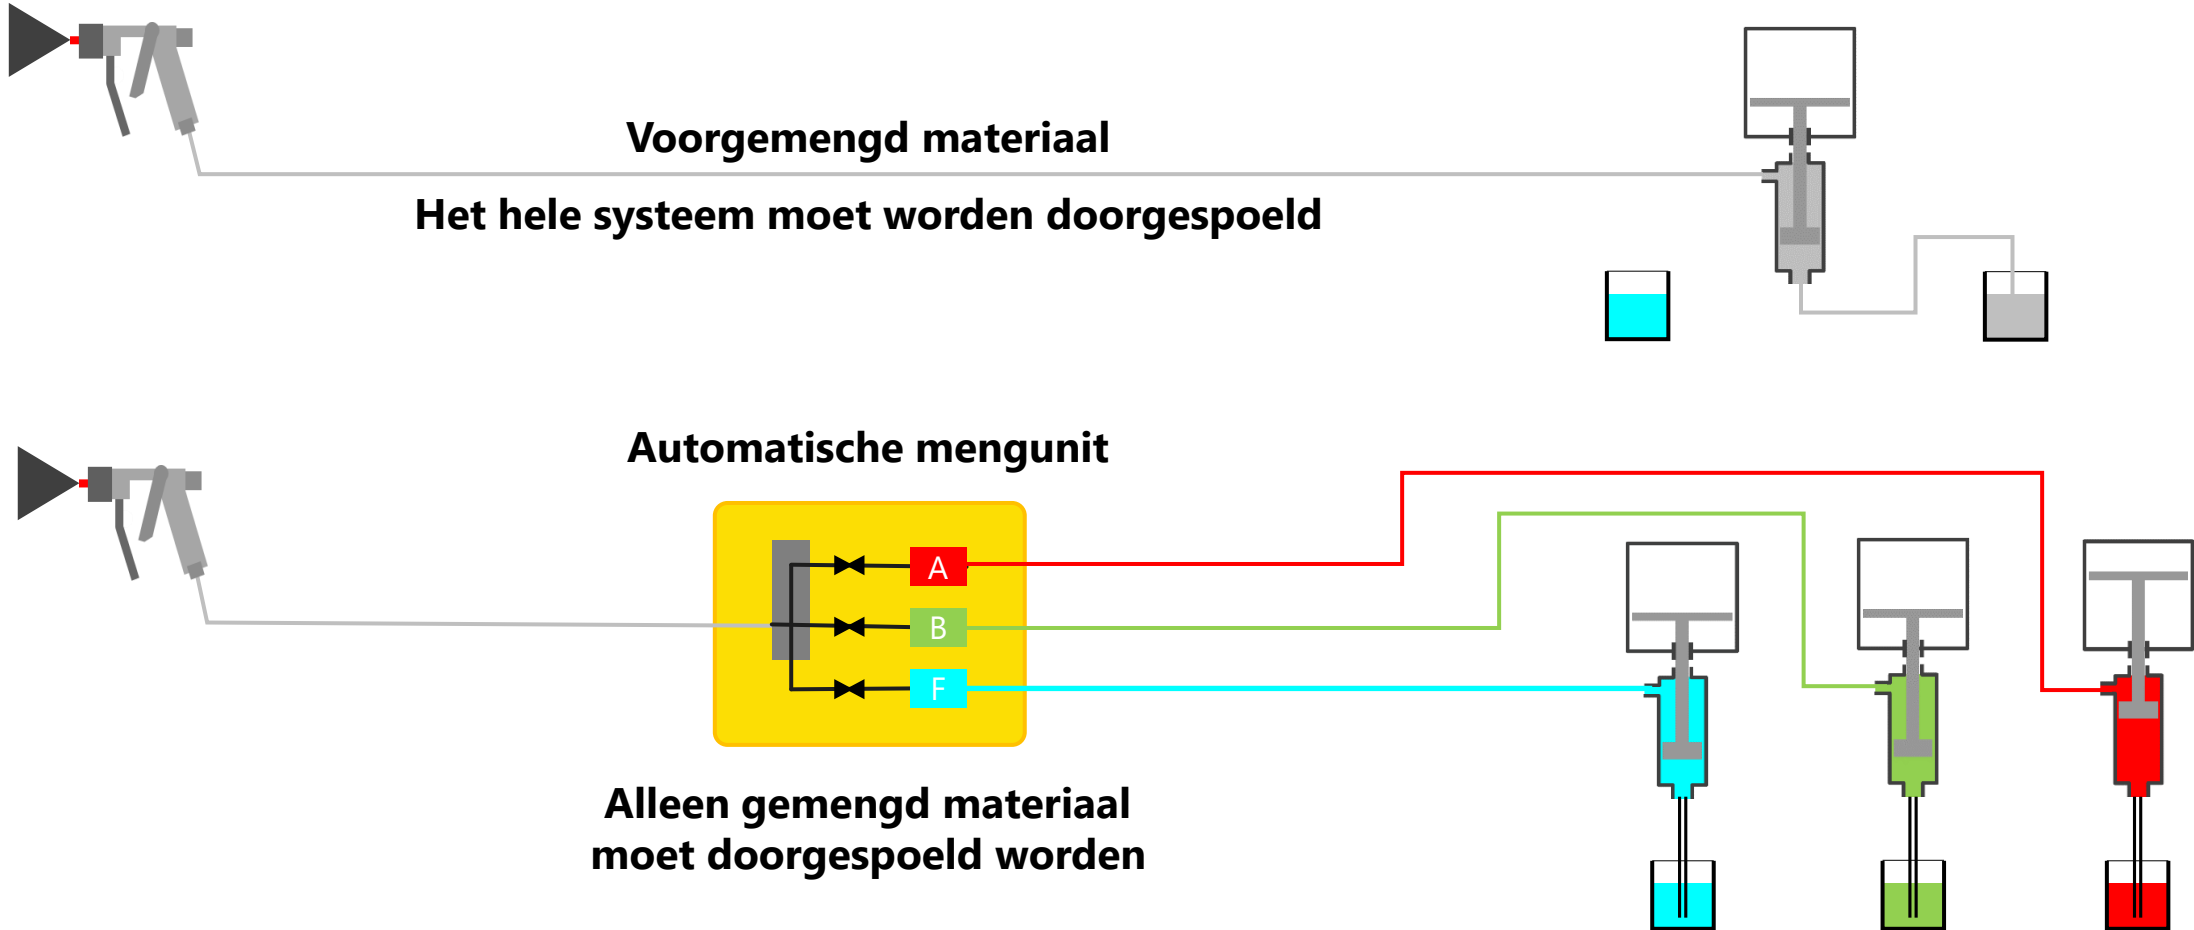 Voorgemengd materiaal
Het hele systeem moet worden doorgespoeld
Automatische mengunit
A
B
F
Alleen gemengd materiaal
moet doorgespoeld worden